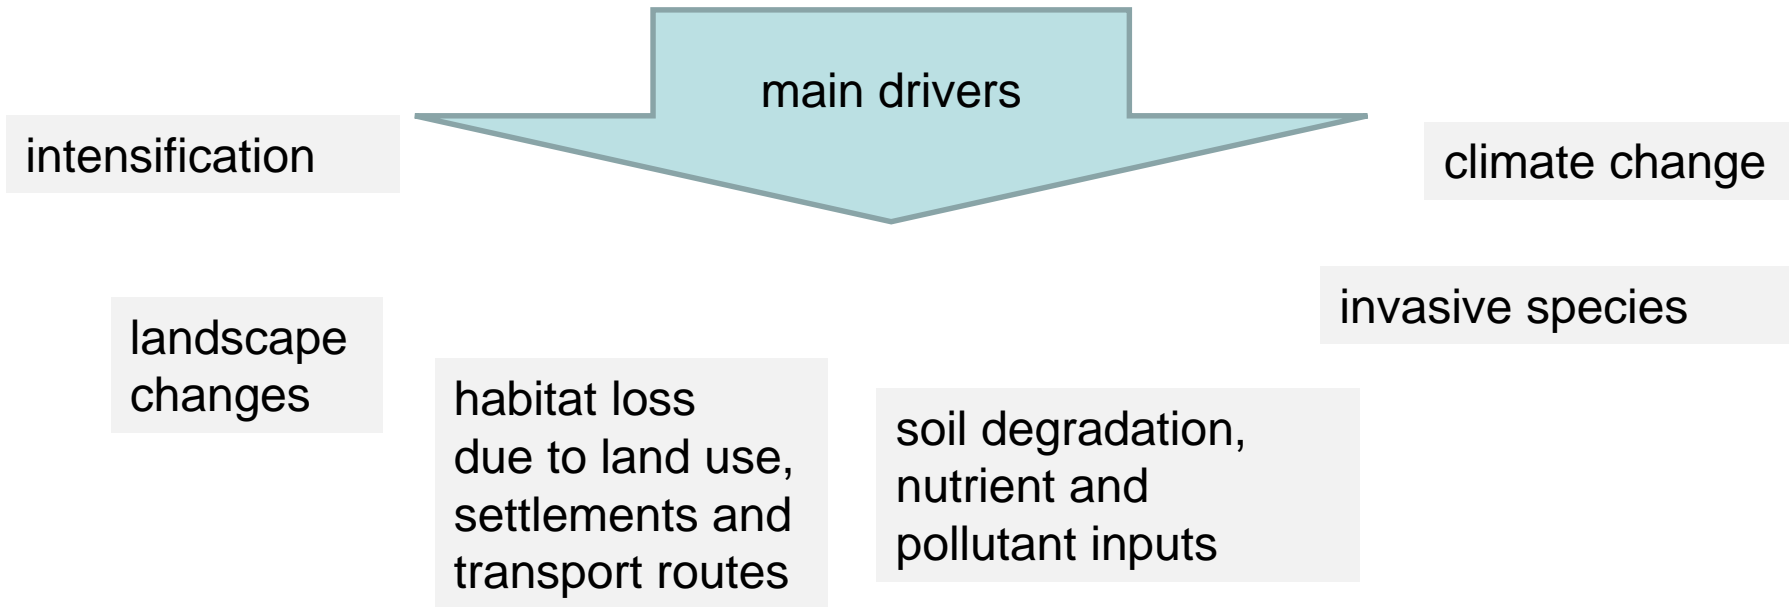 main drivers
intensification
climate change
landscape
changes
invasive species
habitat loss
due to land use,
settlements and
transport routes
soil degradation,
nutrient and
pollutant inputs